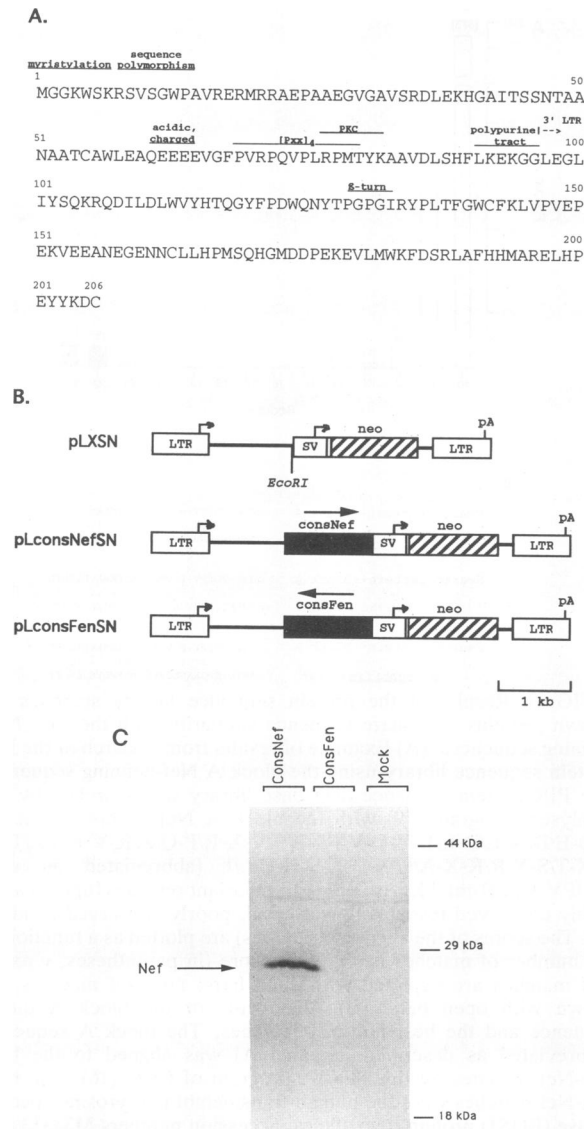 A.
sequence
myristylation polymorphism
1 50
MGGKWSKRSVSGWPAVRERMRRAEPAAEGVGAVSRDLEKHGAITSSNTAA
3' LTR
acidic, PKC polypurine|-->
51 charged [Pxx]4 tract 100
NAATCAWLEAQEEEEVGFPVRPQVPLRPMTYKAAVDLSHFLKEKGGLEGL
101 ß-turn 150
IYSQKRQDILDLWVYHTQGYFPDWQNYTPGPGIRYPLTFGWCFKLVPVEP
151 200
EKVEEANEGENNCLLHPMSQHGMDDPEKEVLMWKFDSRLAFHHMARELHP
201 206
EYYKDC
B.
pA
neo
pLXSN LTR SV LTR
EcoRI
pA
consNef neo
pLconsNefSN LTR SV LTR
pA
consFen neo
pLconsFenSN LTR SV LTR
1 kb
C
ConsNef ConsFen Mock
44 kDa
29 kDa
Nef
18 kDa